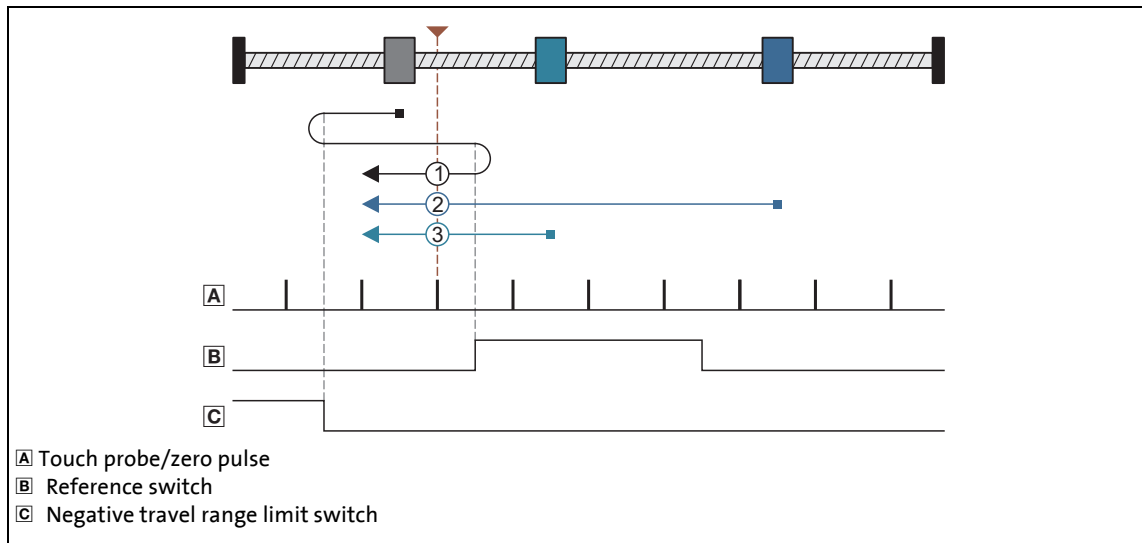 1
2
3
A
B
C
A Touch probe/zero pulse
B Reference switch
C Negative travel range limit switch